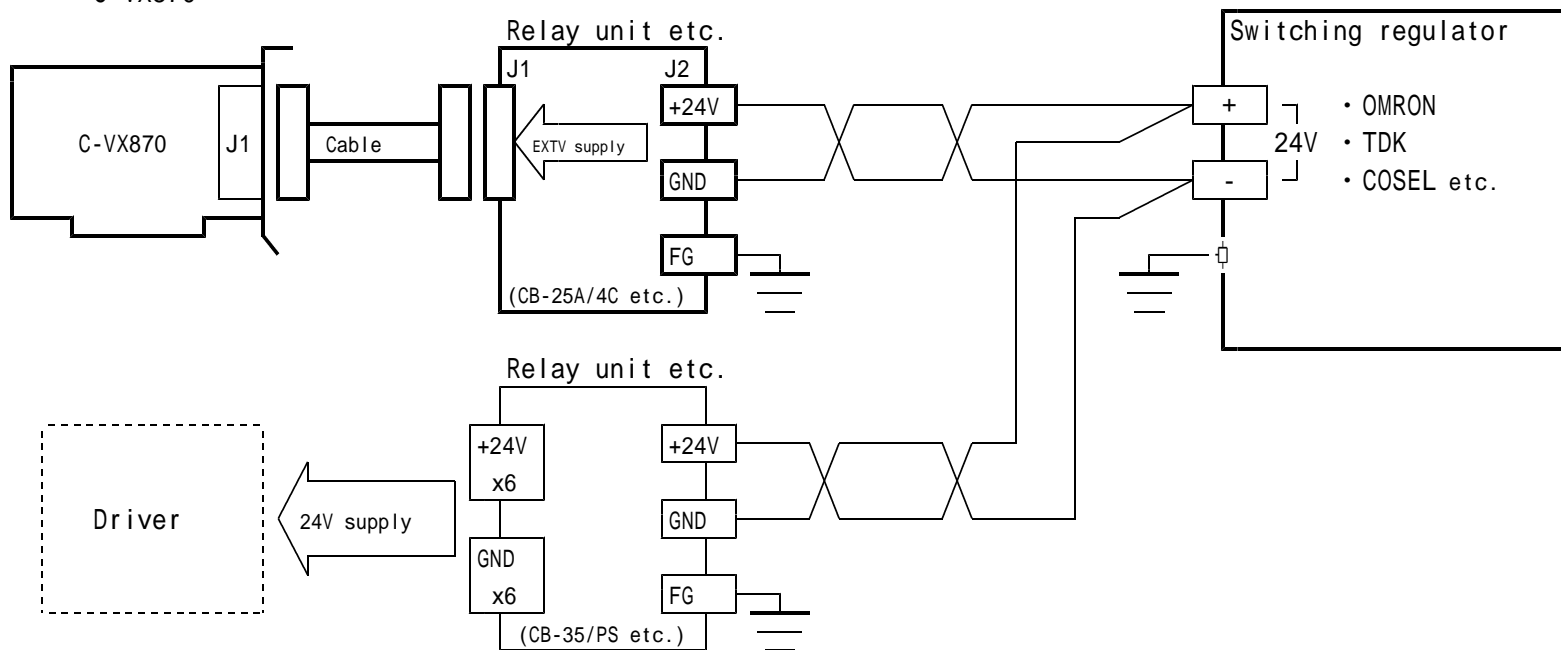 Relay unit etc.
Switching regulator
J1
J2
+24V
+
・ OMRON
C-VX870
J1
Cable
EXTV supply
24V
・ TDK
GND
-
・ COSEL etc.
FG
(CB-25A/4C etc.)
Relay unit etc.
+24V
x6
+24V
Driver
24V supply
GND
GND
x6
FG
(CB-35/PS etc.)